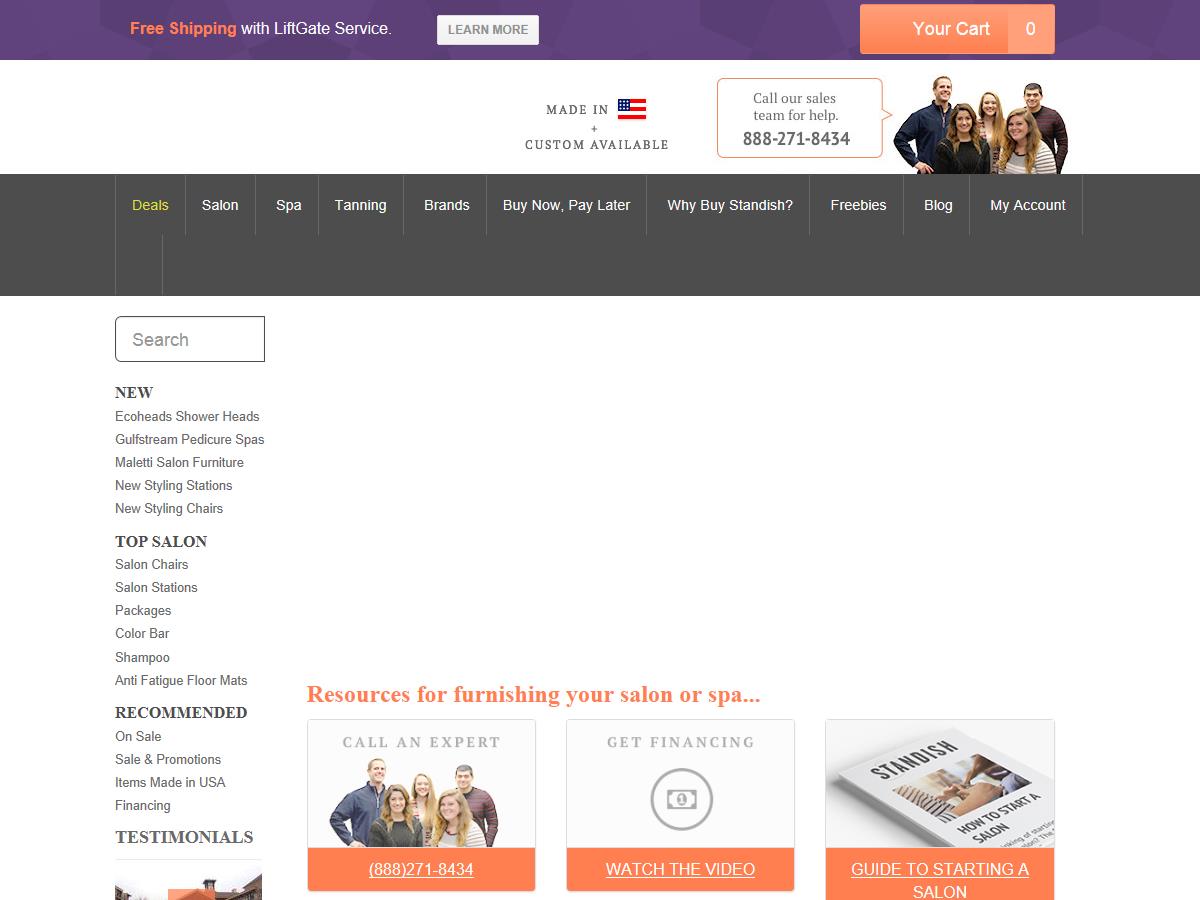 Free Shipping with LiftGate Service.
LEARN MORE
Your Cart 0
MADE IN
+
CUSTOM AVAILABLE
Call our sales
team for help.
888-271-8434
Deals Salon Spa Tanning Brands Buy Now, Pay Later Why Buy Standish? Freebies Blog My Account
Search
NEW
Ecoheads Shower Heads
Gulfstream Pedicure Spas
Maletti Salon Furniture
New Styling Stations
New Styling Chairs
TOP SALON
Salon Chairs
Salon Stations
Packages
Color Bar
Shampoo
Anti Fatigue Floor Mats
RECOMMENDED
On Sale
Sale & Promotions
Items Made in USA
Financing
TESTIMONIALS
Resources for furnishing your salon or spa...
CALL AN EXPERT
(888)271-8434
GET FINANCING
1
WATCH THE VIDEO
STANDISH
HOW TO START A
SALON
GUIDE TO STARTING A
SALON